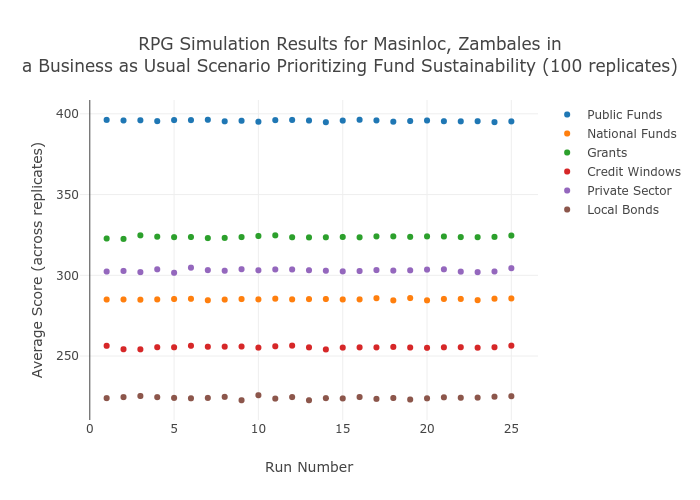 RPG Simulation Results for Masinloc, Zambales in
a Business as Usual Scenario Prioritizing Fund Sustainability (100 replicates)
400
350
300
250
0
5
10
15
20
25
Average Score (across replicates)
Run Number
Public Funds
National Funds
Grants
Credit Windows
Private Sector
Local Bonds